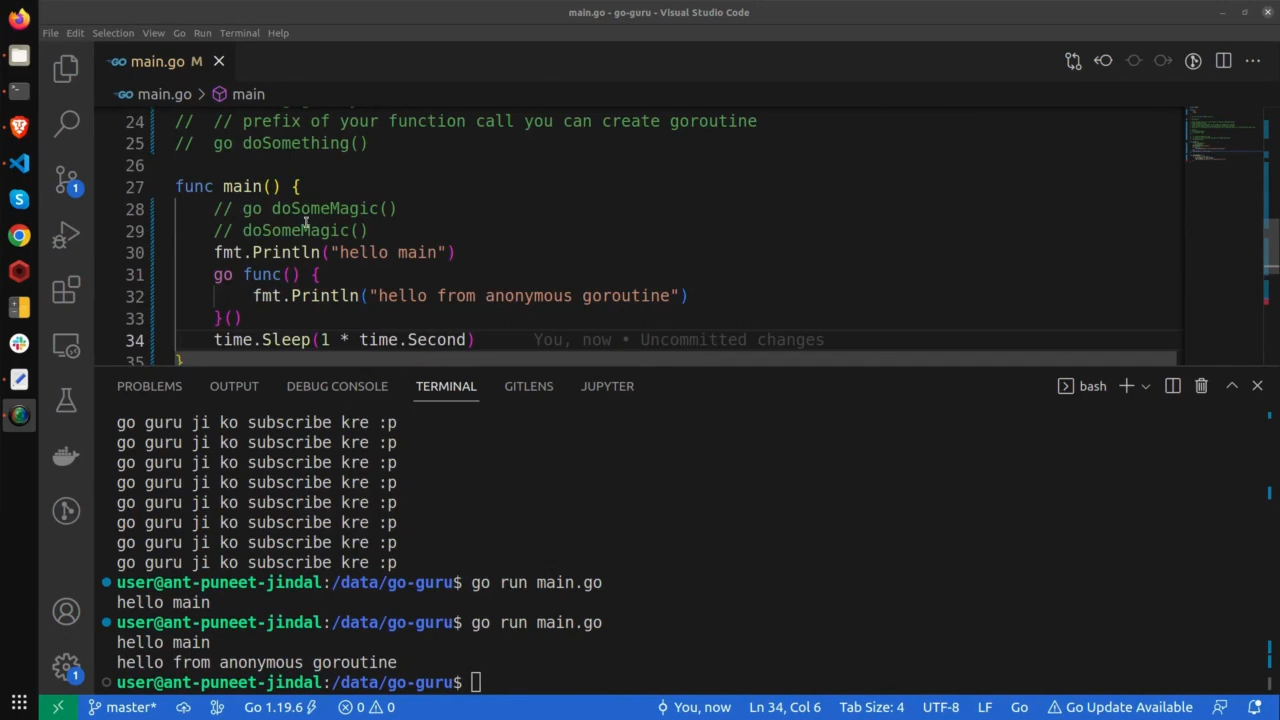 main.go - go-guru - Visual Studio Code
File Edit Selection View Go Run Terminal Help
main.go M
main.go > main
24 // // prefix of your function call you can create goroutine
25 // go doSomething()
26
27 func main() {
28 // go doSomeMagic()
29 // doSomeMagic()
30 fmt.Println("hello main")
31 go func() {
32 fmt.Println("hello from anonymous goroutine")
33 }()
34 time.Sleep(1 * time.Second) You, now • Uncommitted changes
35 }
PROBLEMS OUTPUT DEBUG CONSOLE TERMINAL GITLENS JUPYTER bash
go guru ji ko subscribe kre :p
go guru ji ko subscribe kre :p
go guru ji ko subscribe kre :p
go guru ji ko subscribe kre :p
go guru ji ko subscribe kre :p
go guru ji ko subscribe kre :p
go guru ji ko subscribe kre :p
go guru ji ko subscribe kre :p
user@ant-puneet-jindal:/data/go-guru$ go run main.go
hello main
user@ant-puneet-jindal:/data/go-guru$ go run main.go
hello main
hello from anonymous goroutine
user@ant-puneet-jindal:/data/go-guru$
master* Go 1.19.6 0 0 You, now Ln 34, Col 6 Tab Size: 4 UTF-8 LF Go Go Update Available